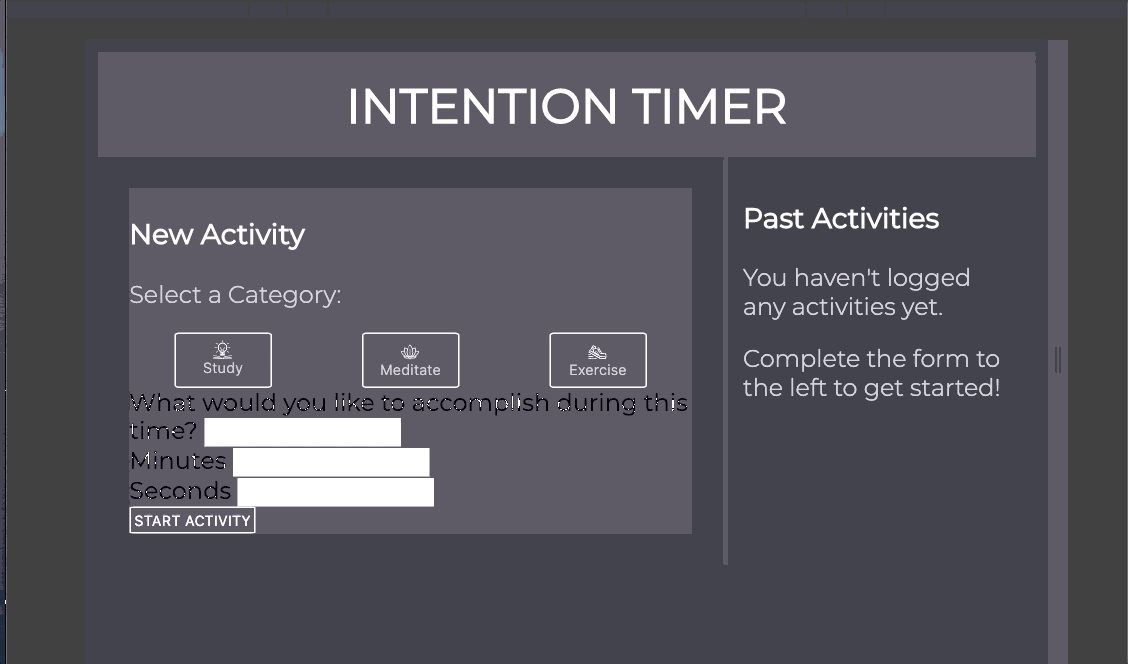 INTENTION TIMER
New Activity
Select a Category:
Study
Meditate
Exercise
What would you like to accomplish during this
time?
Minutes
Seconds
START ACTIVITY
Past Activities
You haven't logged
any activities yet.
Complete the form to
the left to get started!